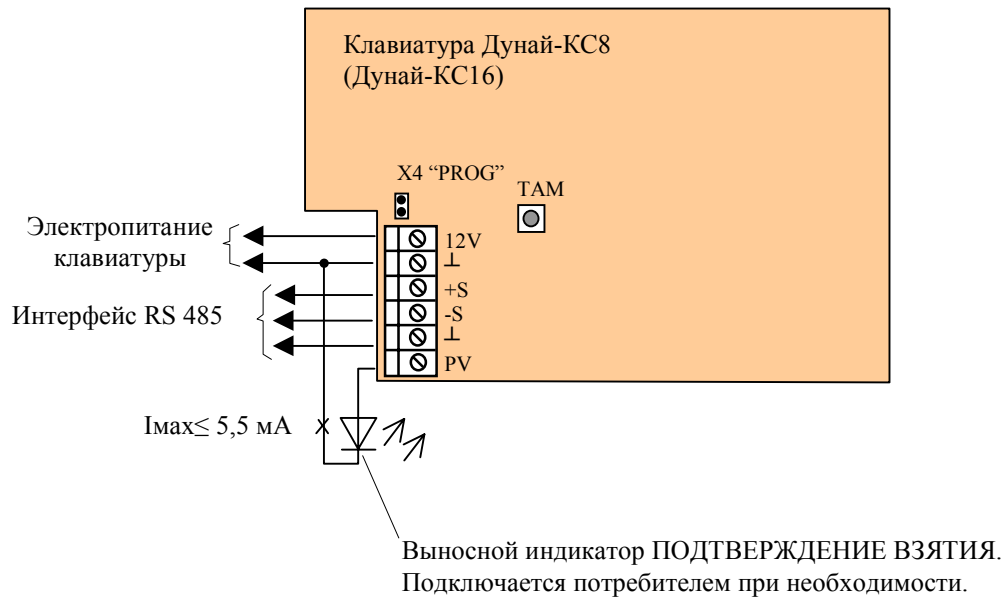 Клавиатура Дунай-КС8
(Дунай-КС16)
X4 “PROG”
TAM
Электропитание
клавиатуры
12V
⊥
+S
Интерфейс RS 485
-S
⊥
PV
Iмах≤ 5,5 мА
Выносной индикатор ПОДТВЕРЖДЕНИЕ ВЗЯТИЯ.
Подключается потребителем при необходимости.